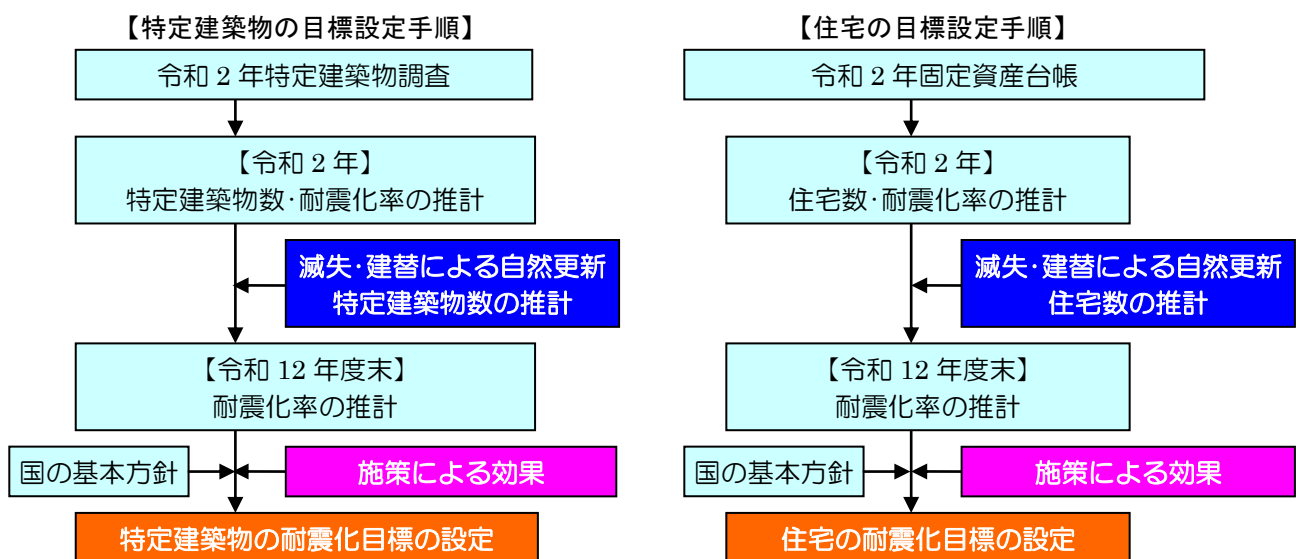 【特定建築物の目標設定手順】
令和 2 年特定建築物調査
【令和 2 年】
特定建築物数・耐震化率の推計
滅失・建替による自然更新
特定建築物数の推計
【令和 12 年度末】
耐震化率の推計
国の基本方針
施策による効果
特定建築物の耐震化目標の設定
【住宅の目標設定手順】
令和 2 年固定資産台帳
【令和 2 年】
住宅数・耐震化率の推計
滅失・建替による自然更新
住宅数の推計
【令和 12 年度末】
耐震化率の推計
国の基本方針
施策による効果
住宅の耐震化目標の設定